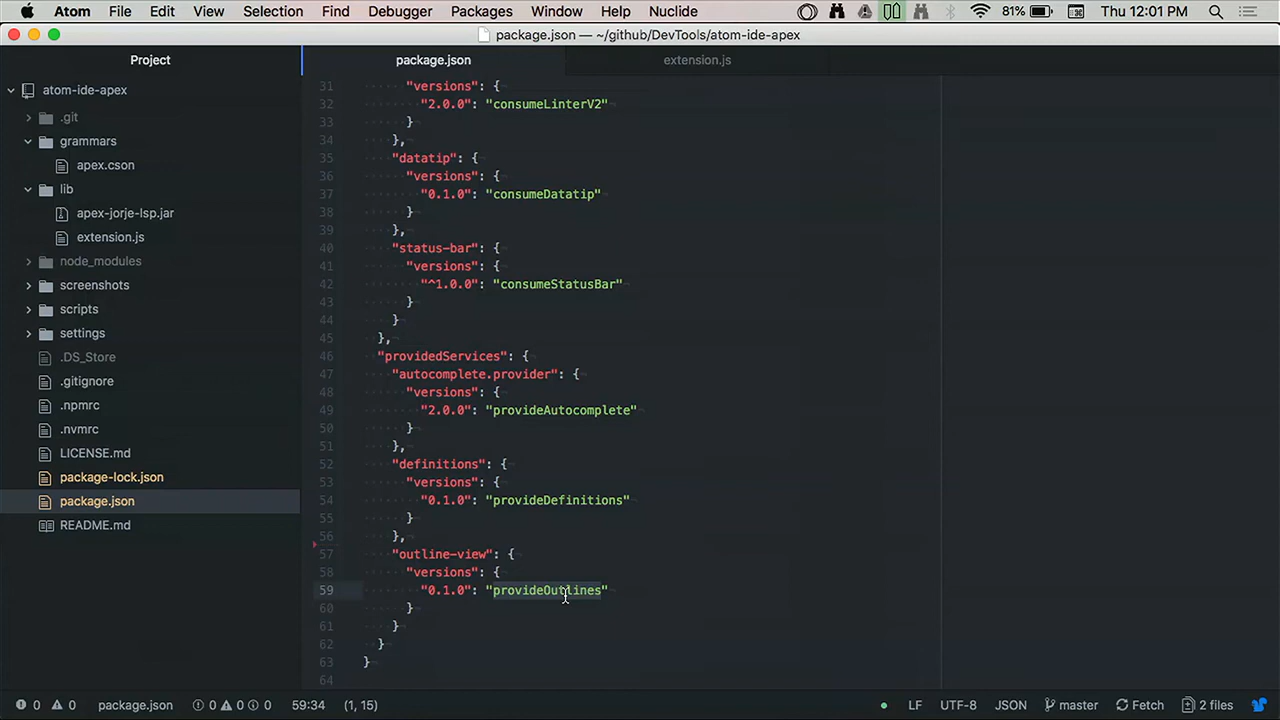 Atom File Edit View Selection Find Debugger Packages Window Help Nuclide 81% Thu 12:01 PM
package.json — ~/github/DevTools/atom-ide-apex
Project
package.json
extension.js
atom-ide-apex
.git
grammars
apex.cson
lib
apex-jorje-lsp.jar
extension.js
node_modules
screenshots
scripts
settings
.DS_Store
.gitignore
.npmrc
.nvmrc
LICENSE.md
package-lock.json
package.json
README.md
31 "versions": {
32 "2.0.0": "consumeLinterV2"
33 }
34 },
35 "datatip": {
36 "versions": {
37 "0.1.0": "consumeDatatip"
38 }
39 },
40 "status-bar": {
41 "versions": {
42 "^1.0.0": "consumeStatusBar"
43 }
44 }
45 },
46 "providedServices": {
47 "autocomplete.provider": {
48 "versions": {
49 "2.0.0": "provideAutocomplete"
50 }
51 },
52 "definitions": {
53 "versions": {
54 "0.1.0": "provideDefinitions"
55 }
56 },
57 "outline-view": {
58 "versions": {
59 "0.1.0": "provideOutlines"
60 }
61 }
62 }
63 }
64
0 0 package.json 0 0 0 59:34 (1, 15) LF UTF-8 JSON master Fetch 2 files